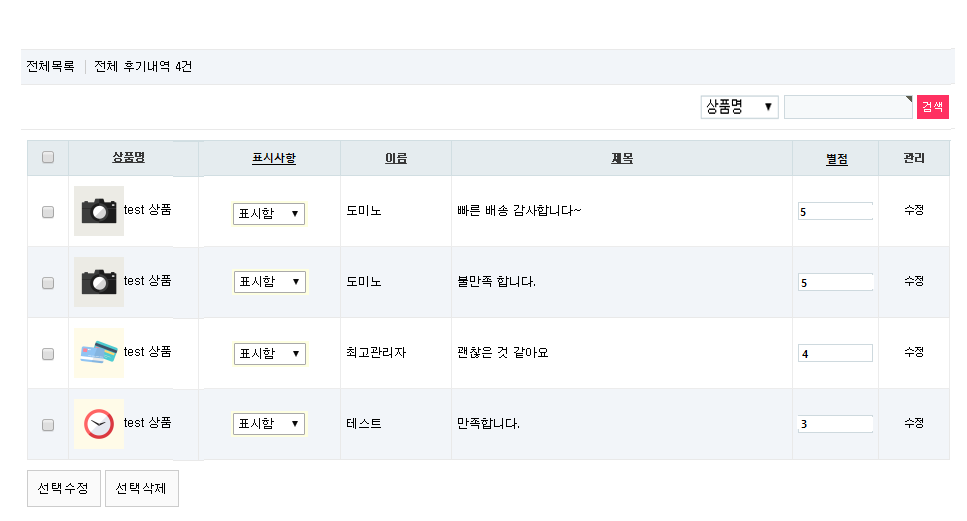 전체목록 전체 후기내역 4건
상품명 검색
상품명 표시사항 이름 제목 별점 관리
test 상품 표시함 도미노 빠른 배송 감사합니다~ 5 수정
test 상품 표시함 도미노 불만족 합니다. 5 수정
test 상품 표시함 최고관리자 괜찮은 것 같아요 4 수정
test 상품 표시함 테스트 만족합니다. 3 수정
선택수정 선택삭제